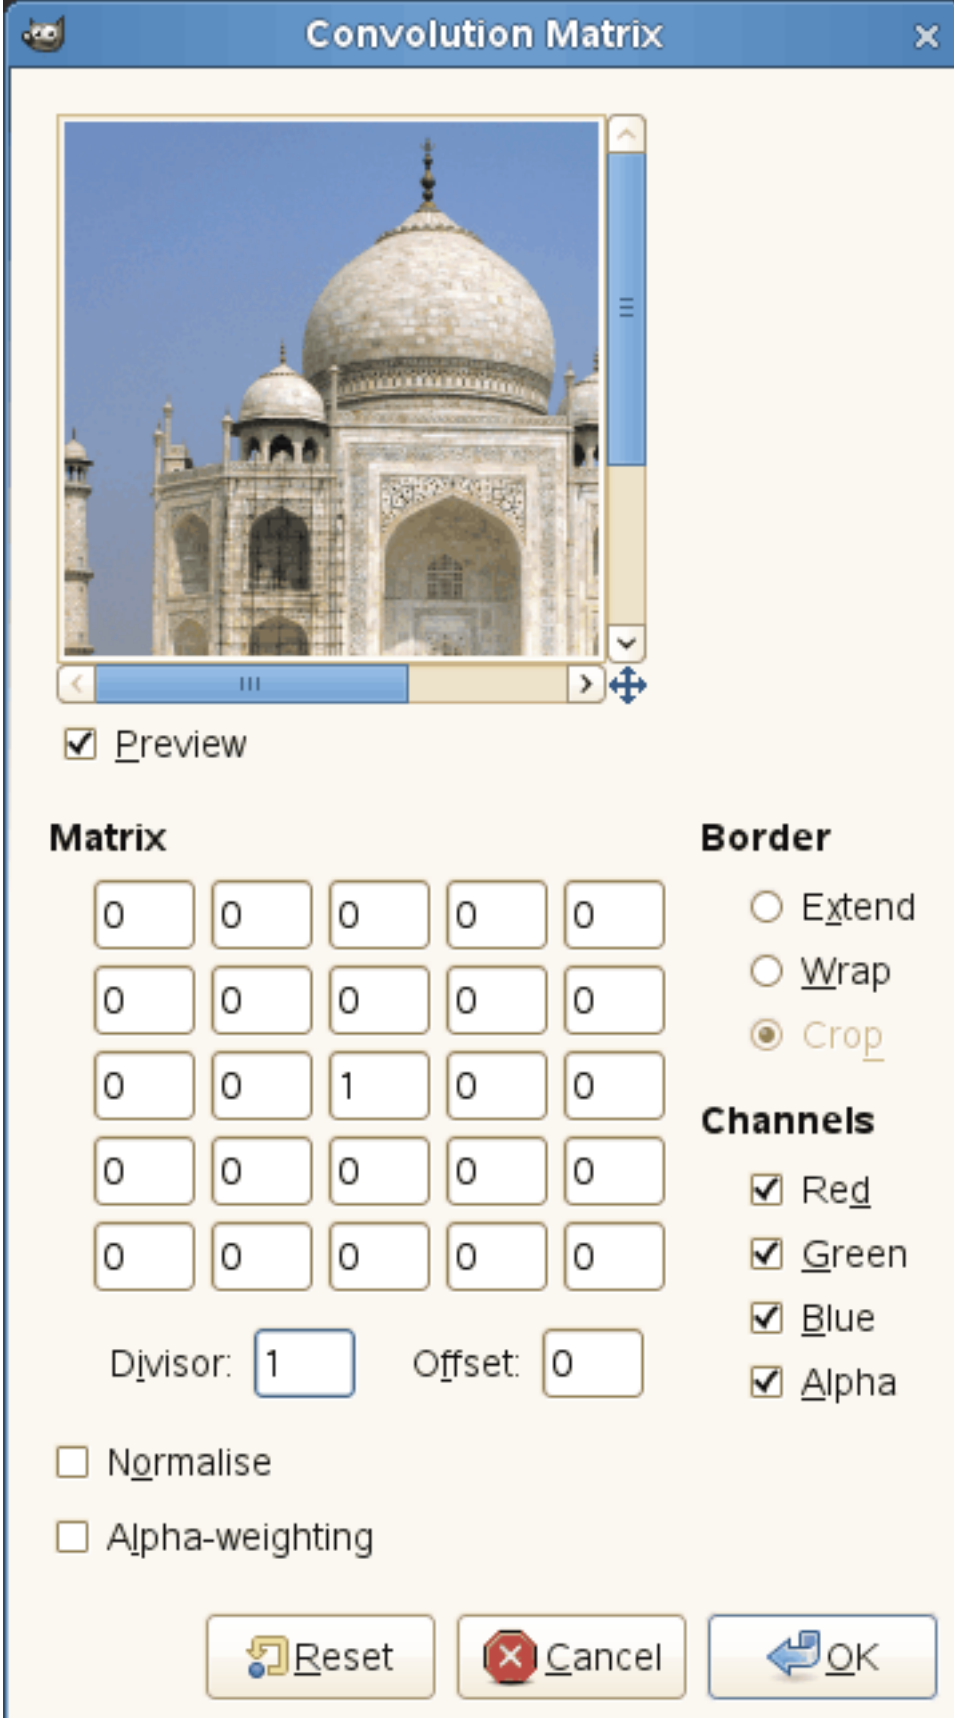 Convolution Matrix
Preview
Matrix
Border
0 0 0 0 0
Extend
0 0 0 0 0
Wrap
0 0 1 0 0
Crop
0 0 0 0 0
0 0 0 0 0
Channels
Red
Green
Blue
Alpha
Divisor: 1 Offset: 0
Normalise
Alpha-weighting
Reset Cancel OK